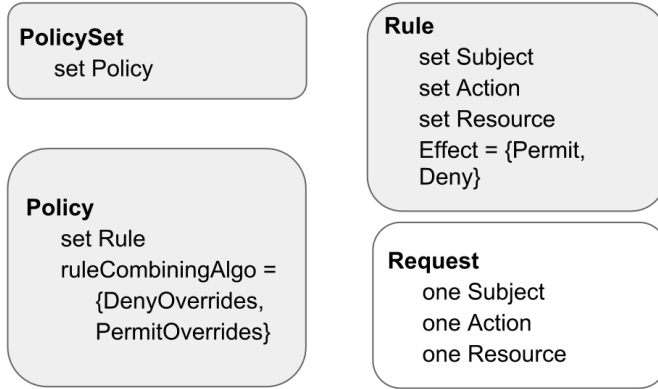 PolicySet
set Policy
Policy
set Rule
ruleCombiningAlgo =
{DenyOverrides,
PermitOverrides}
Rule
set Subject
set Action
set Resource
Effect = {Permit,
Deny}
Request
one Subject
one Action
one Resource